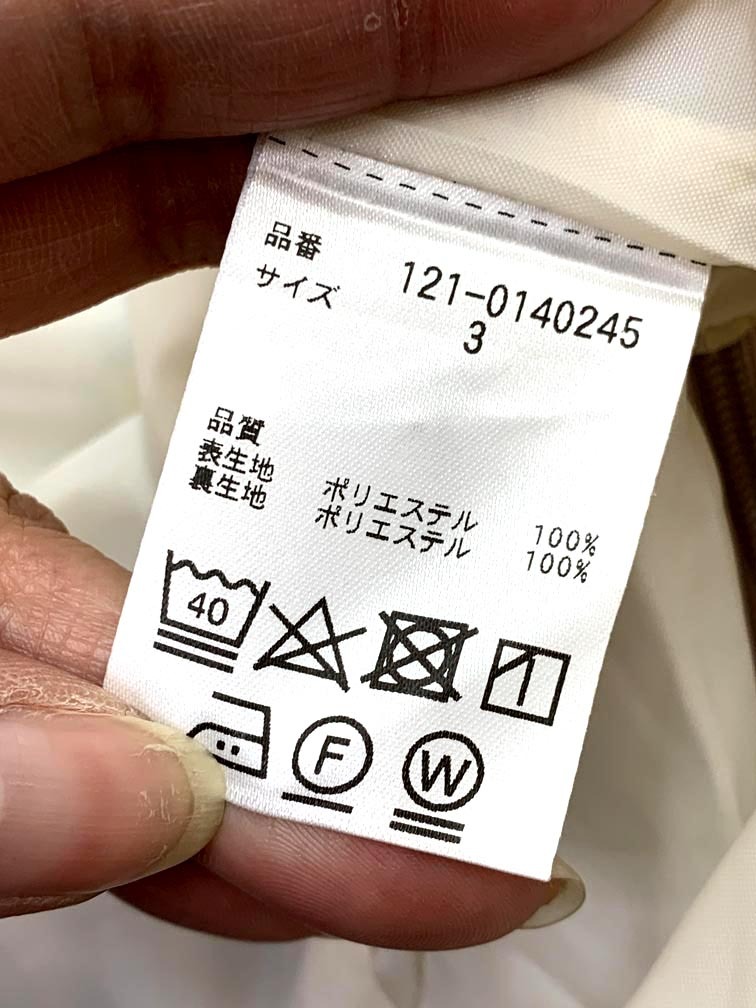 品番 121-0140245
サイズ 3
品質
表生地 ポリエステル 100%
裏生地 ポリエステル 100%
40
F W